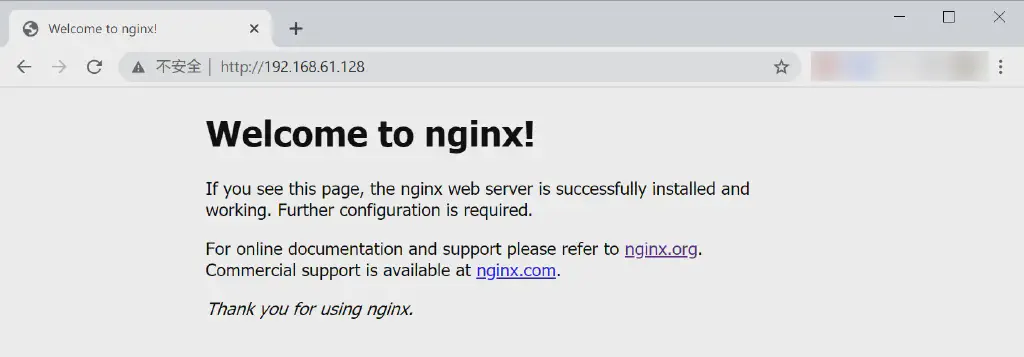 Welcome to nginx!
不安全 | http://192.168.61.128
Welcome to nginx!
If you see this page, the nginx web server is successfully installed and
working. Further configuration is required.
For online documentation and support please refer to nginx.org.
Commercial support is available at nginx.com.
Thank you for using nginx.